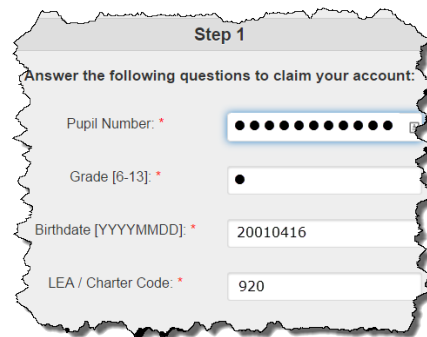 Step 1
Answer the following questions to claim your account:
Pupil Number: *
●●●●●●●●●●●
Grade [6-13]: *
●
Birthdate [YYYYMMDD]: *
20010416
LEA / Charter Code: *
920